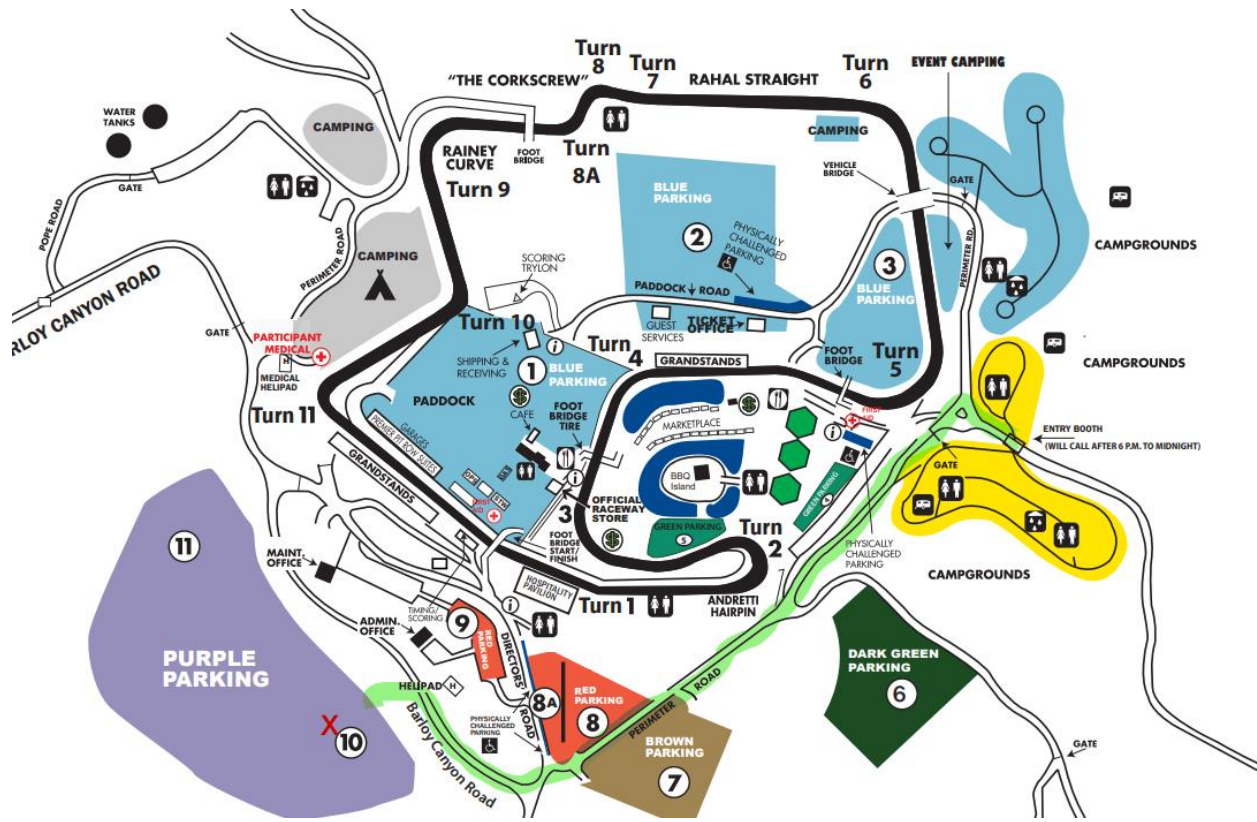 Turn
8
Turn
7
"THE CORKSCREW"
RAHAL STRAIGHT
Turn
6
EVENT CAMPING
WATER
TANKS
CAMPING
RAINEY
CURVE
Turn 9
FOOT
BRIDGE
Turn
8A
CAMPING
VEHICLE
BRIDGE
GATE
GATE
POPE ROAD
PERIMETER ROAD
BLUE
PARKING
2
PHYSICALLY
CHALLENGED
PARKING
3
BLUE
PARKING
PERIMETER RD.
CAMPGROUNDS
CAMPING
SCORING
TRYLON
PADDOCK
ROAD
GUEST
SERVICES
TICKET
OFFICE
RLOY CANYON ROAD
GATE
PARTICIPANT
MEDICAL
H
MEDICAL
HELIPAD
Turn 10
i
SHIPPING &
RECEIVING
1
BLUE
PARKING
Turn
4
GRANDSTANDS
FOOT
BRIDGE
Turn
5
CAMPGROUNDS
Turn 11
PADDOCK
$
CAFE
FOOT
BRIDGE
TIRE
GARAGES
PREMIER PIT ROW SUITES
GRANDSTANDS
MARKETPLACE
$
i
FIRST
ENTRY BOOTH
(WILL CALL AFTER 6 P.M. TO MIDNIGHT)
GATE
BBQ
Island
OPS
i
OFFICIAL
RACEWAY
STORE
3
$
FOOT
BRIDGE
START/
FINISH
GREEN PARKING
5
GREEN PARKING
4
Turn
2
PHYSICALLY
CHALLENGED
PARKING
CAMPGROUNDS
11
MAINT.
OFFICE
HOSPITALITY
PAVILION
Turn 1
ANDRETTI
HAIRPIN
TIMING/
SCORING
i
ADMIN.
OFFICE
9
RED
PARKING
DIRECTORS'
ROAD
PURPLE
PARKING
DARK GREEN
PARKING
6
HELIPAD
H
8A
RED
PARKING
8
PERIMETER
ROAD
X
10
Barloy Canyon Road
PHYSICALLY
CHALLENGED
PARKING
BROWN
PARKING
7
GATE